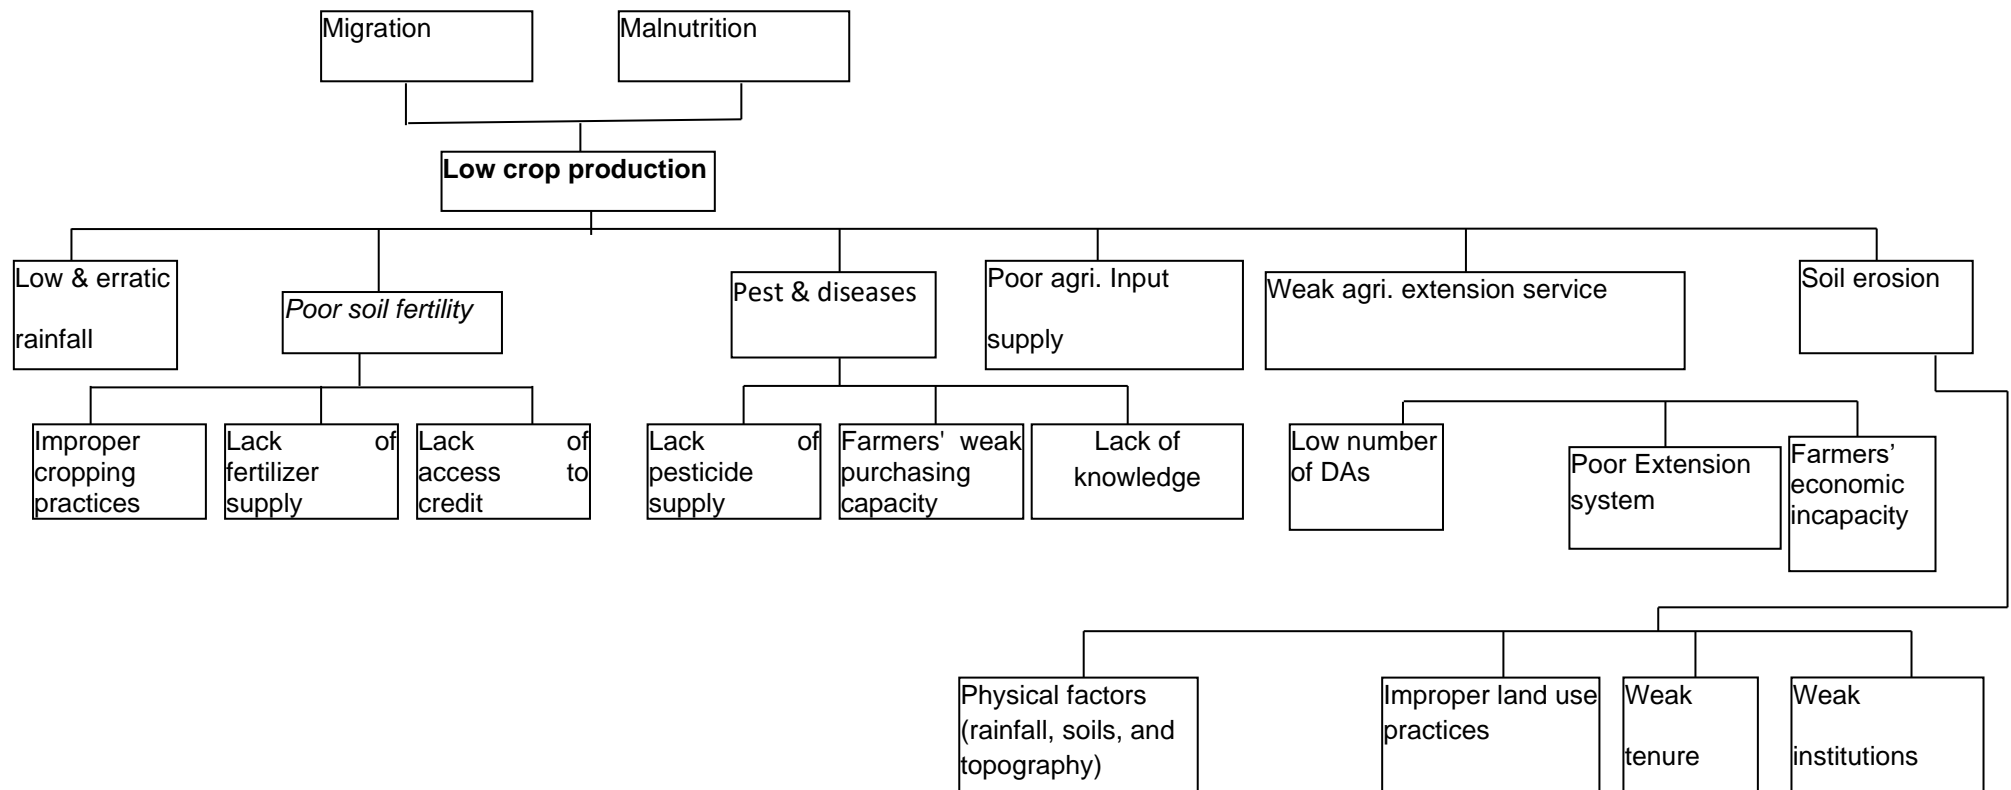 Migration
Malnutrition
Low crop production
Low & erratic
rainfall
Poor soil fertility
Pest & diseases
Poor agri. Input
supply
Weak agri. extension service
Soil erosion
Improper
cropping
practices
Lack of
fertilizer
supply
Lack of
access to
credit
Lack of
pesticide
supply
Farmers' weak
purchasing
capacity
Lack of
knowledge
Low number
of DAs
Poor Extension
system
Farmers’
economic
incapacity
Physical factors
(rainfall, soils, and
topography)
Improper land use
practices
Weak
tenure
Weak
institutions